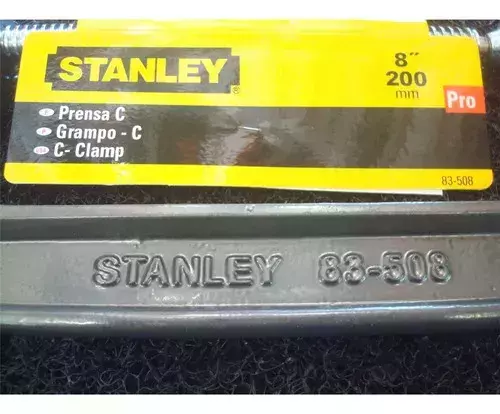 STANLEY
8"
200
mm
Pro
Prensa C
Grampo - C
C- Clamp
83-508
STANLEY 83-508